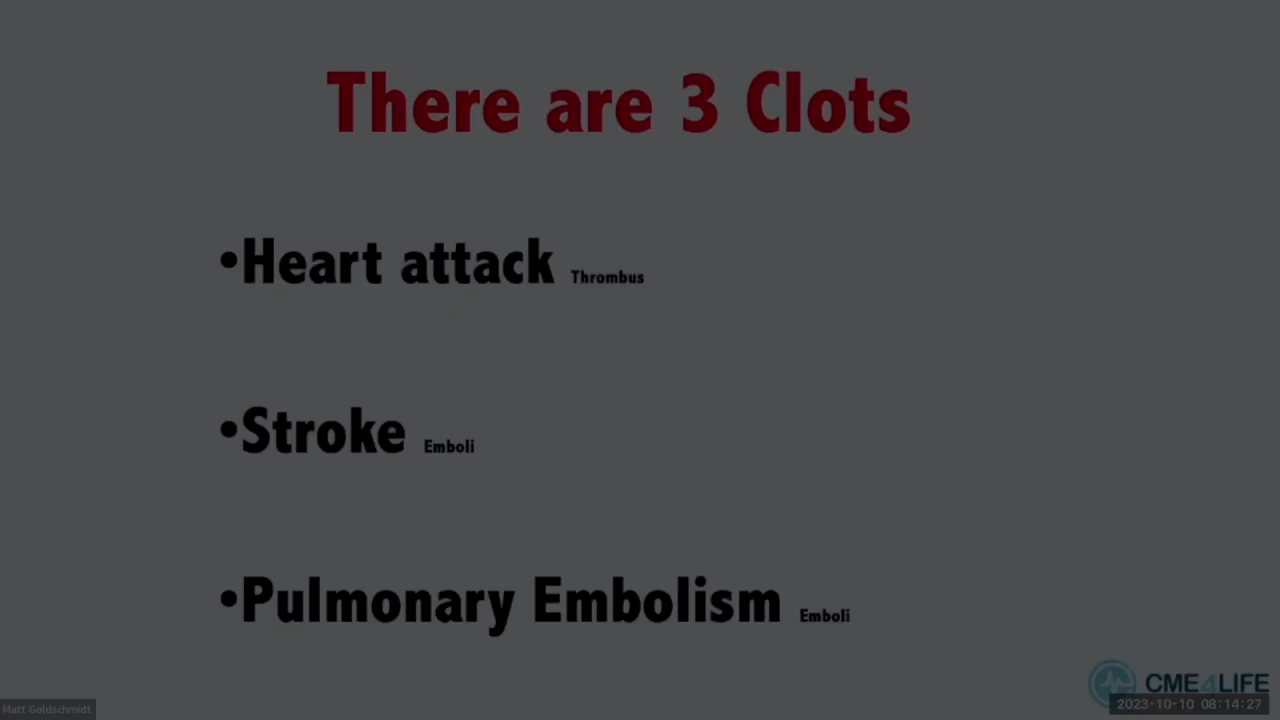 There are 3 Clots
•Heart attack Thrombus
•Stroke Emboli
•Pulmonary Embolism Emboli
CME4LIFE
2023-10-10 08:14:27
Matt Goldschmidt